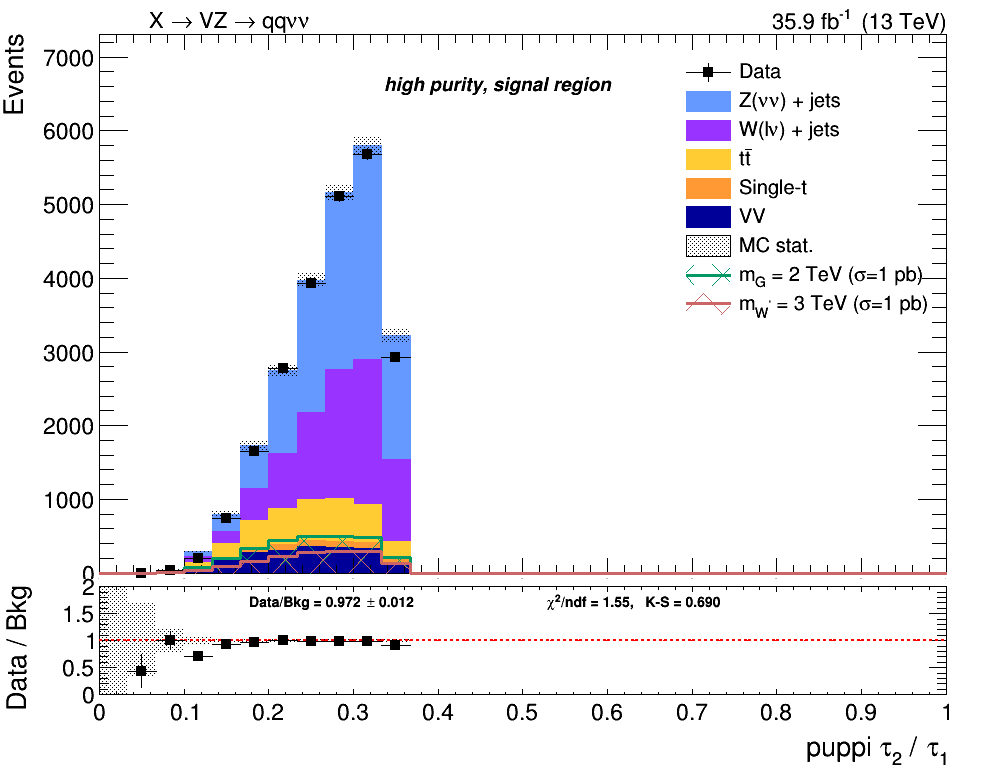 X → VZ → qqνν
35.9 fb⁻¹ (13 TeV)
Events
7000
6000
5000
4000
3000
2000
1000
0
high purity, signal region
Data
Z(νν) + jets
W(lν) + jets
tt̄
Single-t
VV
MC stat.
m_G = 2 TeV (σ=1 pb)
m_W' = 3 TeV (σ=1 pb)
Data / Bkg
2
1.5
1
0.5
0
Data/Bkg = 0.972 ± 0.012
χ²/ndf = 1.55, K-S = 0.690
0 0.1 0.2 0.3 0.4 0.5 0.6 0.7 0.8 0.9 1
puppi τ₂ / τ₁